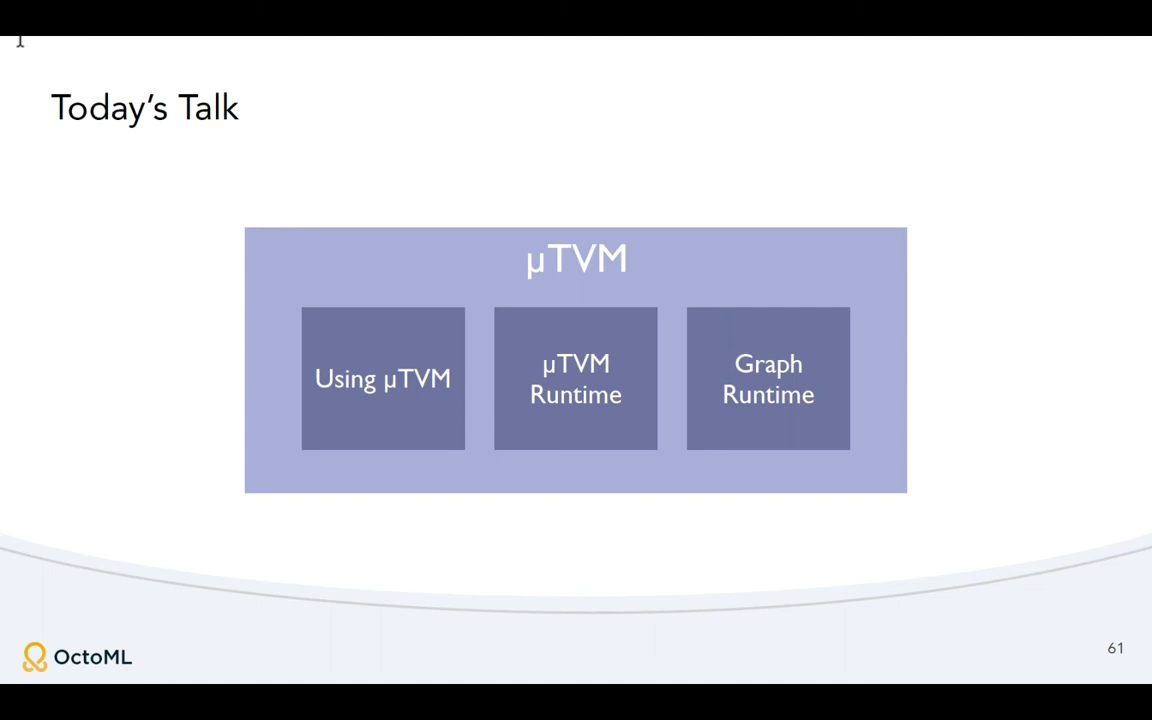 Today’s Talk
µTVM
Using µTVM
µTVM
Runtime
Graph
Runtime
OctoML
61